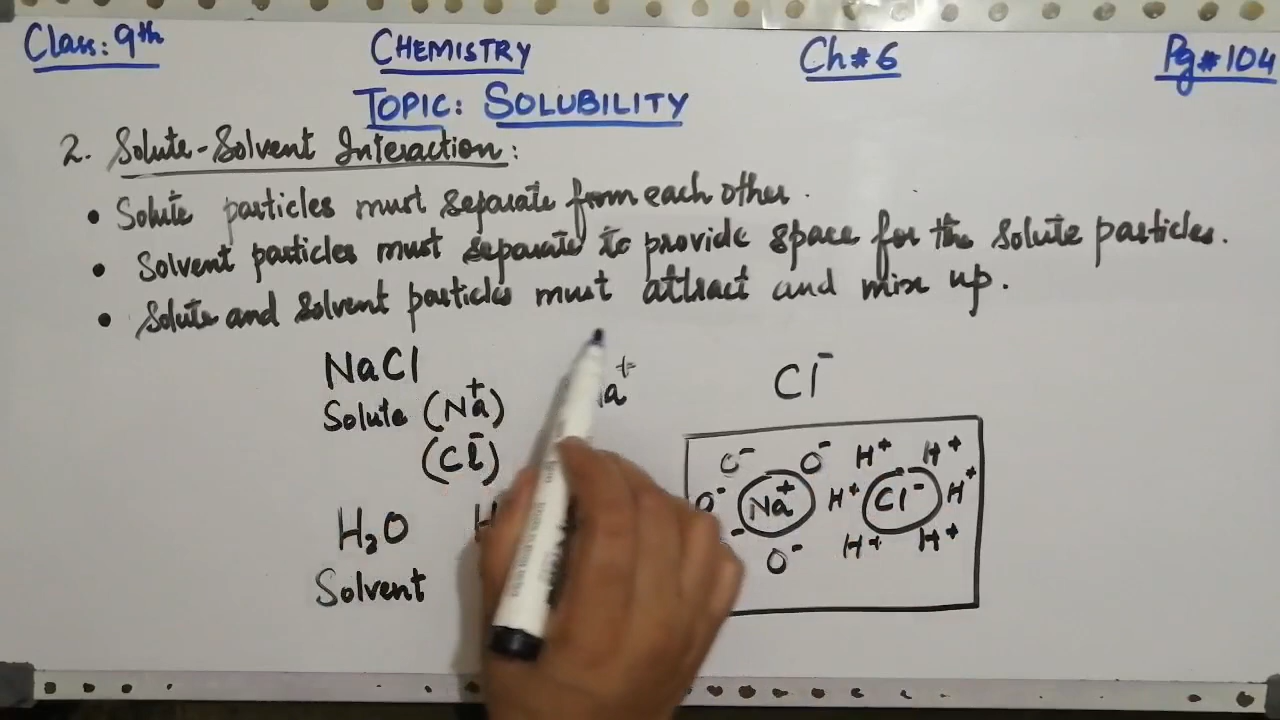 Class: 9th
CHEMISTRY
Ch#6
Pg#104
TOPIC: SOLUBILITY
2. Solute-Solvent Interaction:
• Solute particles must separate from each other.
• Solvent particles must separate to provide space for the solute particles.
• Solute and Solvent particles must attract and mix up.
NaCl
a⁺
Cl⁻
Solute (Na⁺)
(Cl⁻)
O⁻ O⁻ H⁺ H⁺
O⁻ Na⁺ H⁺ Cl⁻ H⁺
O⁻ H⁺ H⁺
H₂O H
Solvent